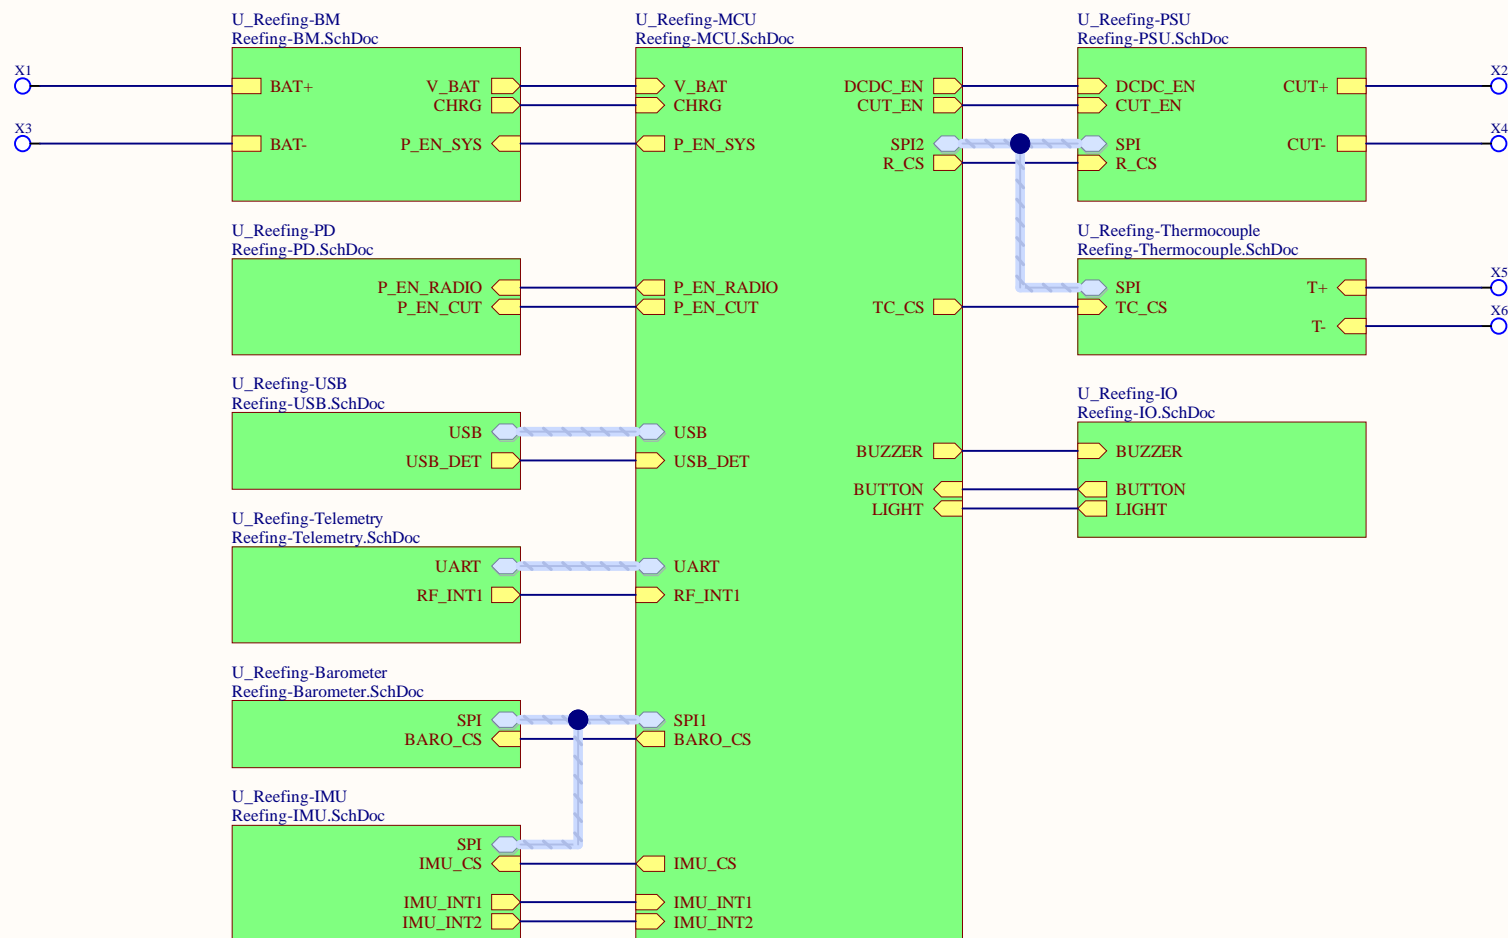 U_Reefing-BM
Reefing-BM.SchDoc
X1
BAT+
V_BAT
CHRG
X3
BAT-
P_EN_SYS
U_Reefing-MCU
Reefing-MCU.SchDoc
V_BAT
DCDC_EN
CHRG
CUT_EN
P_EN_SYS
SPI2
R_CS
P_EN_RADIO
P_EN_CUT
TC_CS
USB
BUZZER
USB_DET
BUTTON
LIGHT
UART
RF_INT1
SPI1
BARO_CS
IMU_CS
IMU_INT1
IMU_INT2
U_Reefing-PSU
Reefing-PSU.SchDoc
DCDC_EN
CUT+
X2
CUT_EN
SPI
CUT-
X4
R_CS
U_Reefing-PD
Reefing-PD.SchDoc
P_EN_RADIO
P_EN_CUT
U_Reefing-Thermocouple
Reefing-Thermocouple.SchDoc
SPI
T+
X5
TC_CS
T-
X6
U_Reefing-USB
Reefing-USB.SchDoc
USB
USB_DET
U_Reefing-IO
Reefing-IO.SchDoc
BUZZER
BUTTON
LIGHT
U_Reefing-Telemetry
Reefing-Telemetry.SchDoc
UART
RF_INT1
U_Reefing-Barometer
Reefing-Barometer.SchDoc
SPI
BARO_CS
U_Reefing-IMU
Reefing-IMU.SchDoc
SPI
IMU_CS
IMU_INT1
IMU_INT2